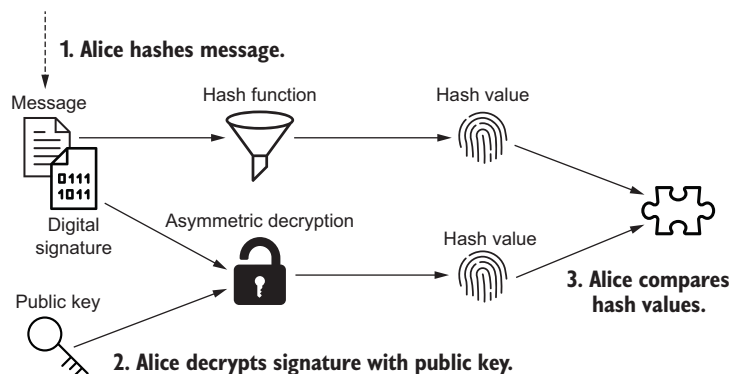 1. Alice hashes message.
Message
Hash function
Hash value
0111
1011
Digital
signature
Asymmetric decryption
Hash value
3. Alice compares
hash values.
Public key
2. Alice decrypts signature with public key.